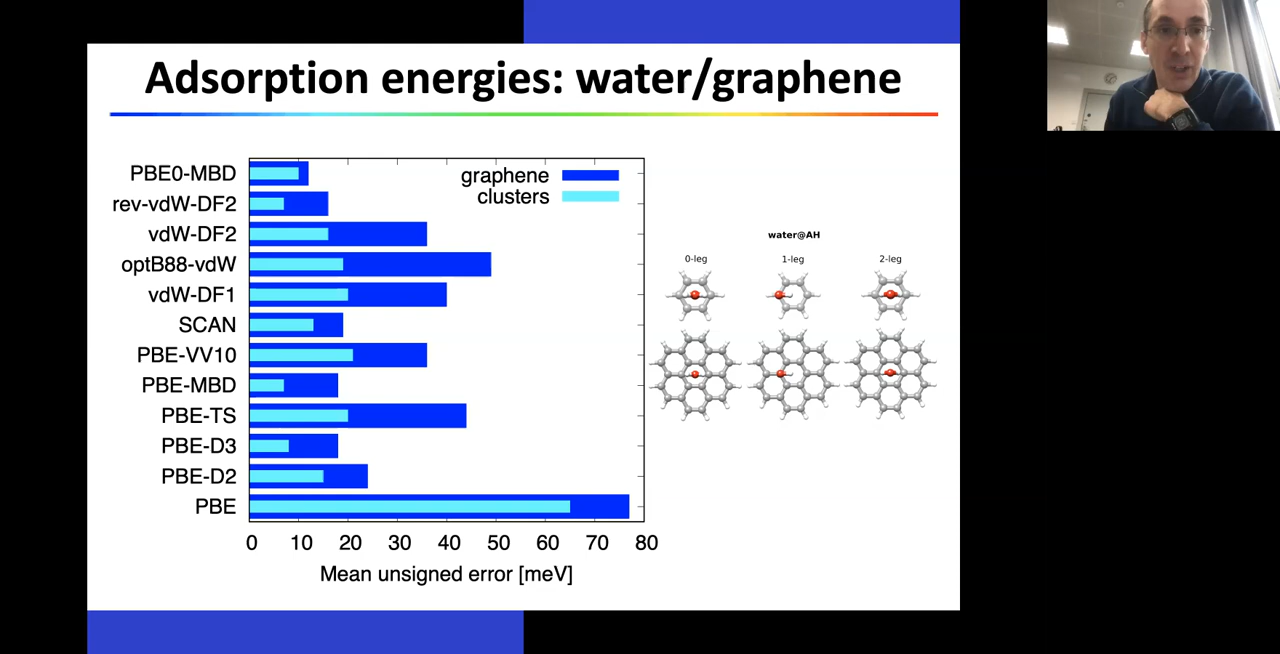 Adsorption energies: water/graphene
PBE0-MBD
rev-vdW-DF2
vdW-DF2
optB88-vdW
vdW-DF1
SCAN
PBE-VV10
PBE-MBD
PBE-TS
PBE-D3
PBE-D2
PBE
graphene
clusters
0 10 20 30 40 50 60 70 80
Mean unsigned error [meV]
water@AH
0-leg 1-leg 2-leg